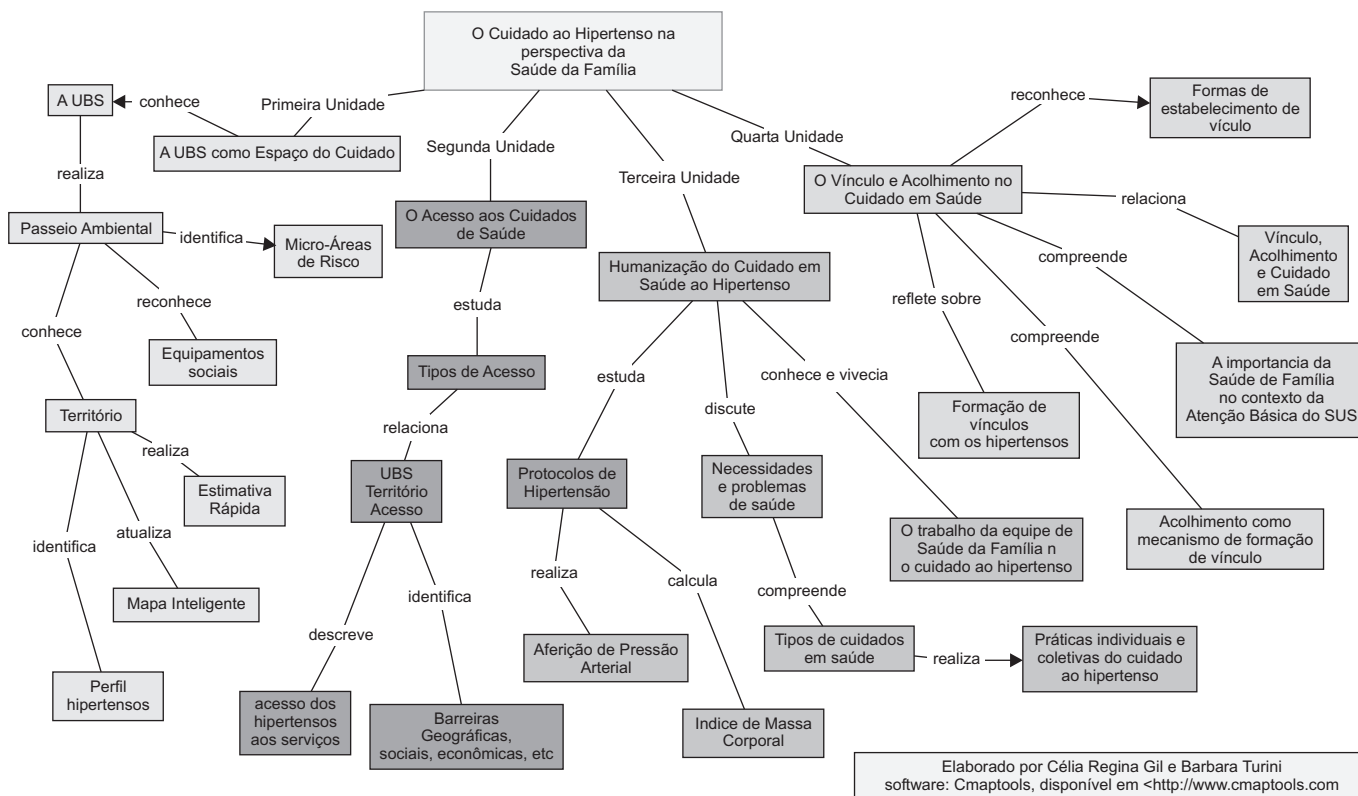 O Cuidado ao Hipertenso na
perspectiva da
Saúde da Família
Primeira Unidade
A UBS como Espaço do Cuidado
conhece
A UBS
realiza
Passeio Ambiental
identifica
Micro-Áreas
de Risco
reconhece
Equipamentos
sociais
conhece
Território
realiza
Estimativa
Rápida
atualiza
Mapa Inteligente
identifica
Perfil
hipertensos
Segunda Unidade
O Acesso aos Cuidados
de Saúde
estuda
Tipos de Acesso
relaciona
UBS
Território
Acesso
descreve
acesso dos
hipertensos
aos serviços
identifica
Barreiras
Geográficas,
sociais, econômicas, etc
Terceira Unidade
Humanização do Cuidado em
Saúde ao Hipertenso
estuda
Protocolos de
Hipertensão
realiza
Aferição de Pressão
Arterial
calcula
Indice de Massa
Corporal
discute
Necessidades
e problemas
de saúde
compreende
Tipos de cuidados
em saúde
realiza
Práticas individuais e
coletivas do cuidado
ao hipertenso
conhece e vivecia
O trabalho da equipe de
Saúde da Família n
o cuidado ao hipertenso
Quarta Unidade
O Vínculo e Acolhimento no
Cuidado em Saúde
reconhece
Formas de
estabelecimento de
vículo
relaciona
Vínculo,
Acolhimento
e Cuidado
em Saúde
compreende
A importancia da
Saúde de Família
no contexto da
Atenção Básica do SUS
compreende
Acolhimento como
mecanismo de formação
de vínculo
reflete sobre
Formação de
vínculos
com os hipertensos
Elaborado por Célia Regina Gil e Barbara Turini
software: Cmaptools, disponível em <http://www.cmaptools.com